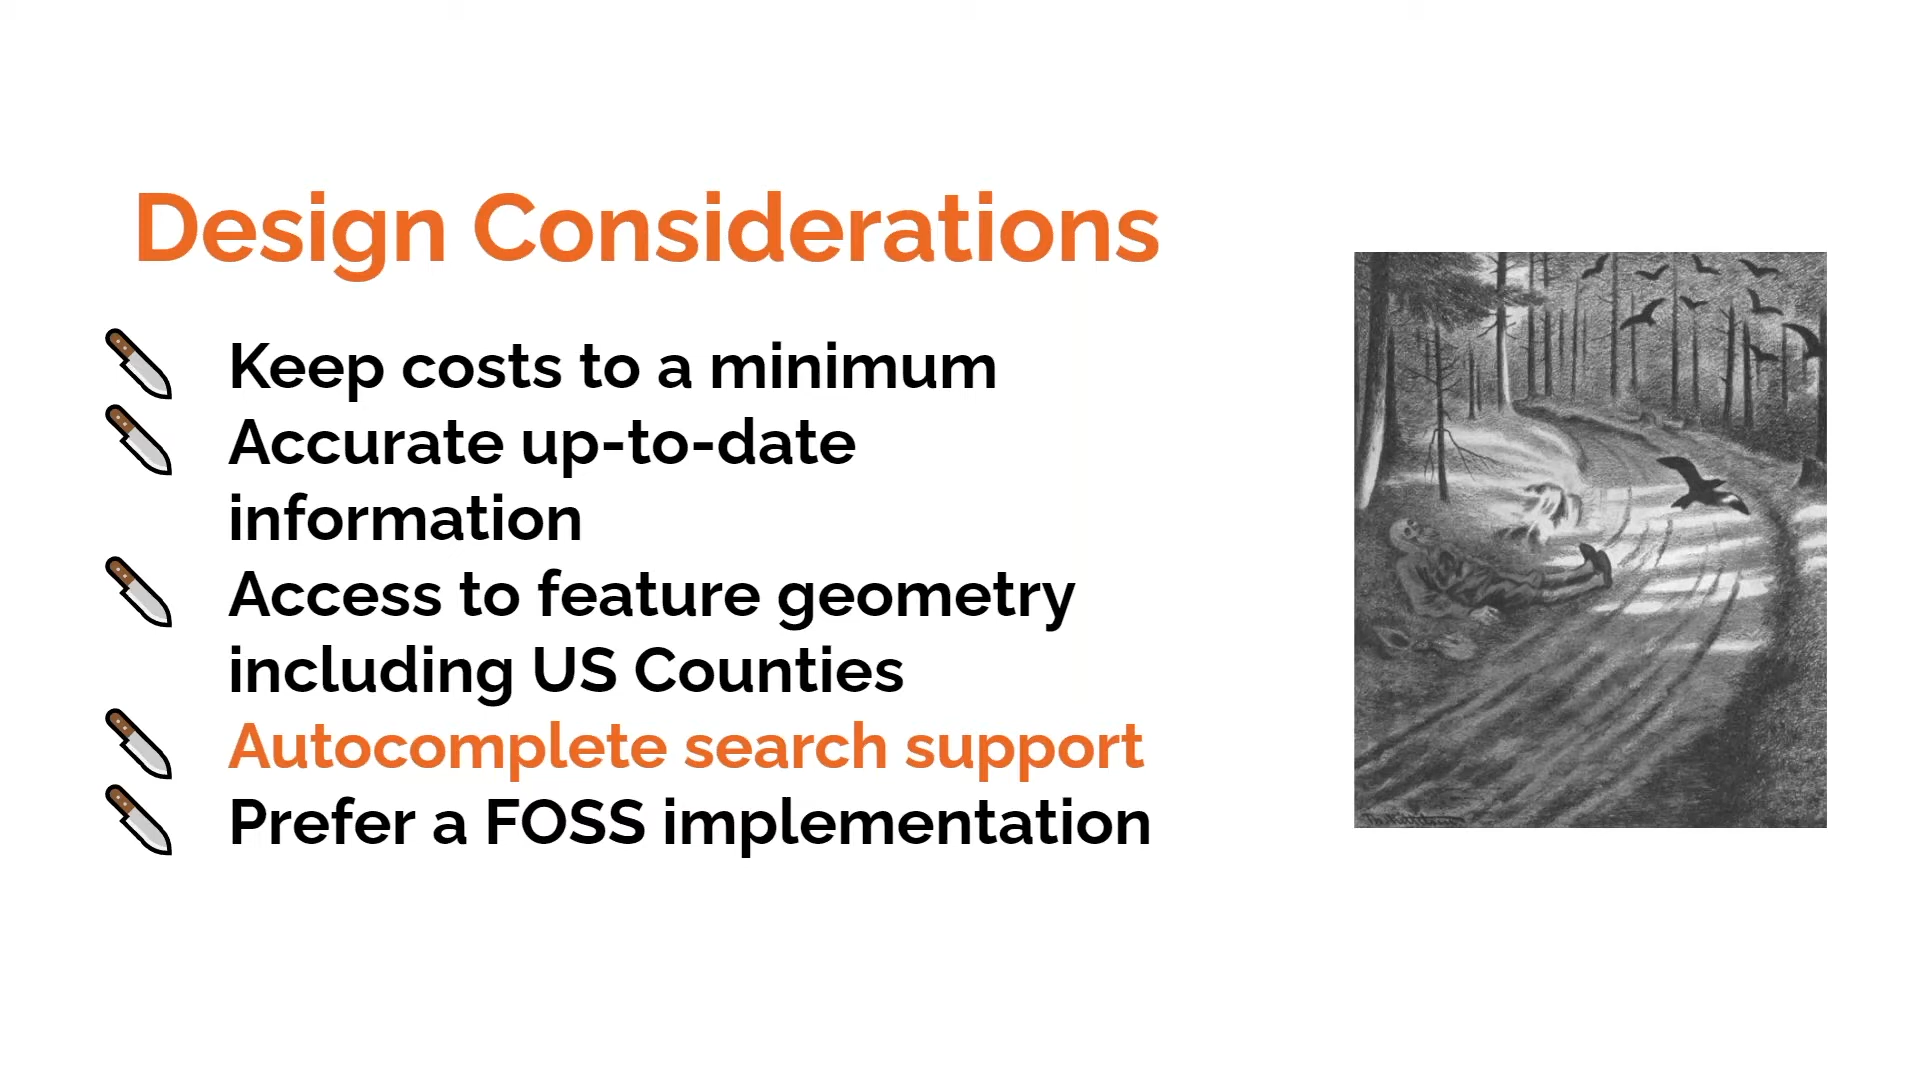 Design Considerations
Keep costs to a minimum
Accurate up-to-date
information
Access to feature geometry
including US Counties
Autocomplete search support
Prefer a FOSS implementation